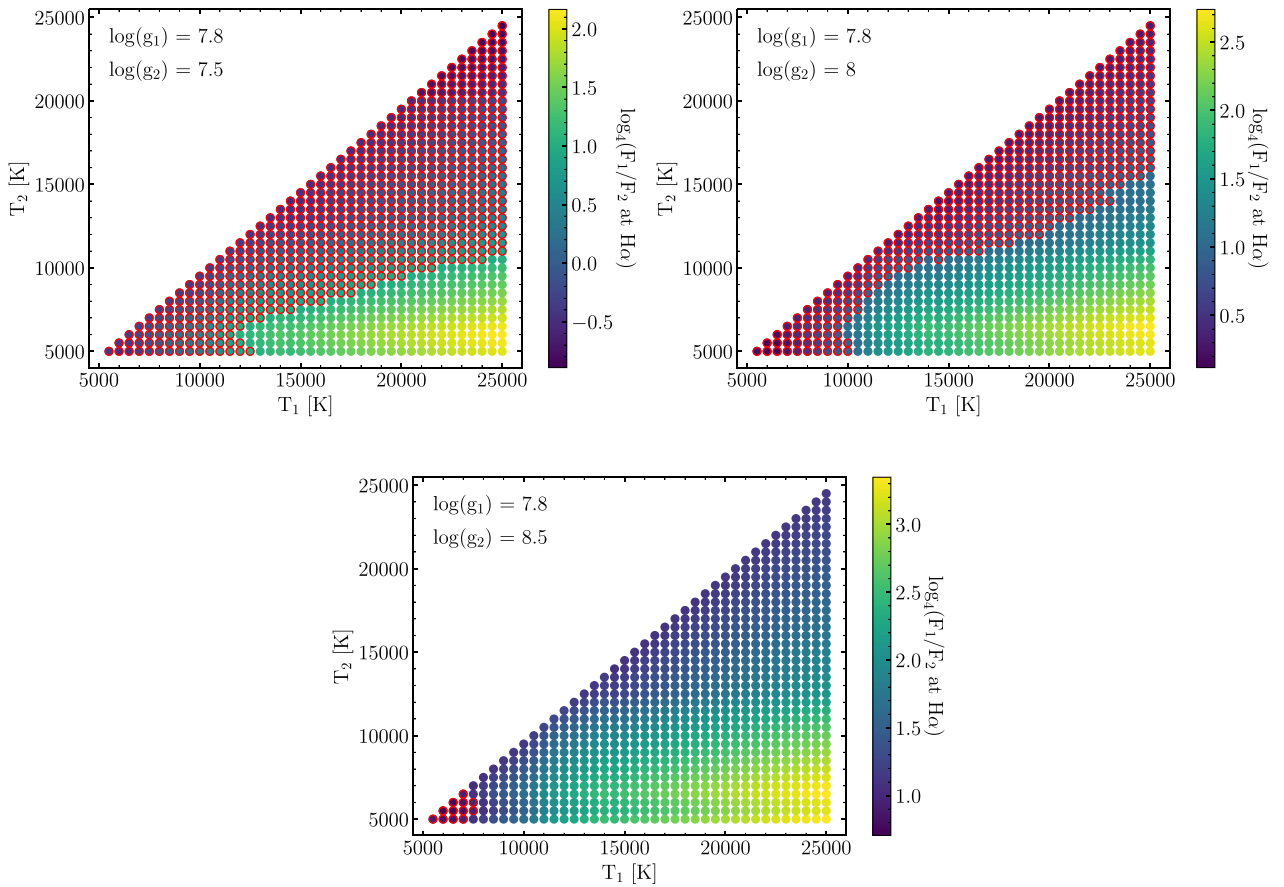 log(g₁) = 7.8
log(g₂) = 7.5
25000
20000
15000
10000
5000
T₂ [K]
5000 10000 15000 20000 25000
T₁ [K]
2.0
1.5
1.0
0.5
0.0
−0.5
log₄(F₁/F₂ at Hα)
log(g₁) = 7.8
log(g₂) = 8
25000
20000
15000
10000
5000
T₂ [K]
5000 10000 15000 20000 25000
T₁ [K]
2.5
2.0
1.5
1.0
0.5
log₄(F₁/F₂ at Hα)
log(g₁) = 7.8
log(g₂) = 8.5
25000
20000
15000
10000
5000
T₂ [K]
5000 10000 15000 20000 25000
T₁ [K]
3.0
2.5
2.0
1.5
1.0
log₄(F₁/F₂ at Hα)